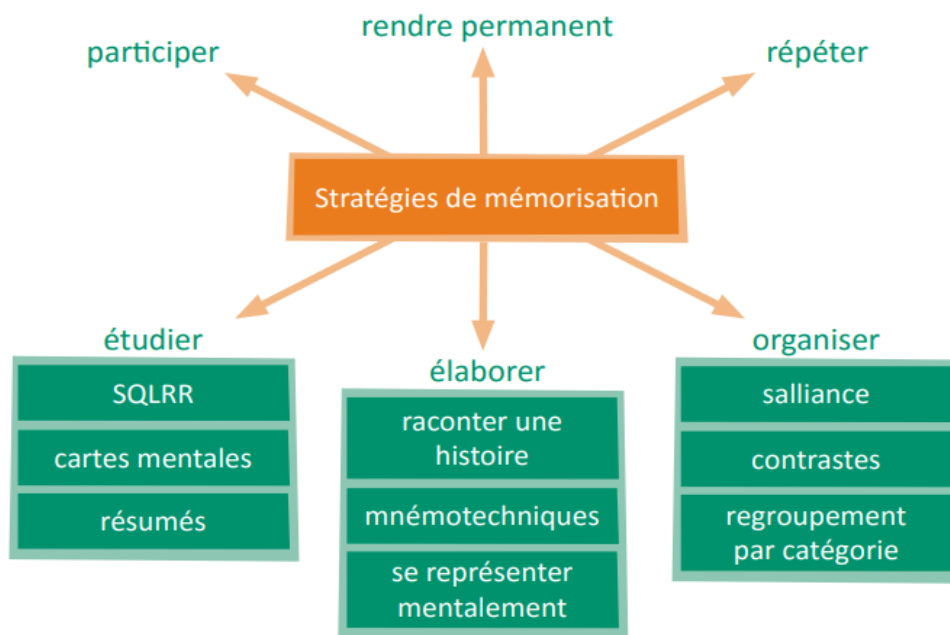 rendre permanent
participer
répéter
Stratégies de mémorisation
étudier
SQLRR
cartes mentales
résumés
élaborer
raconter une
histoire
mnémotechniques
se représenter
mentalement
organiser
salliance
contrastes
regroupement
par catégorie